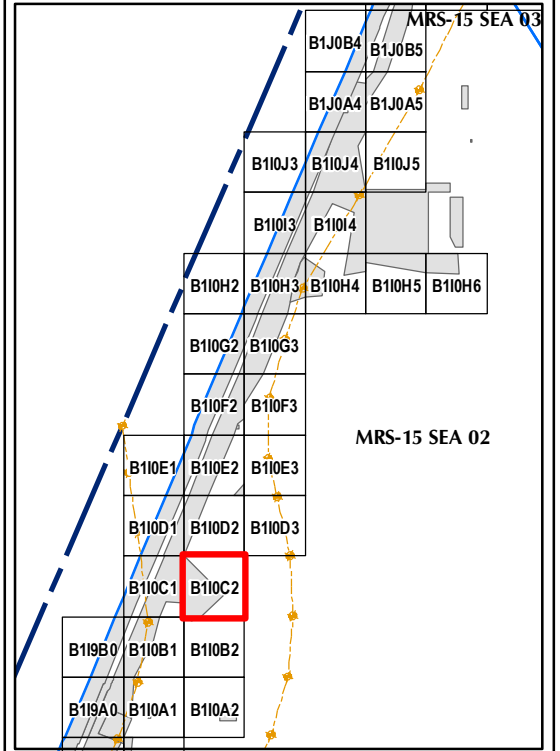 MRS-15 SEA 03
B1J0B4 B1J0B5
B1J0A4 B1J0A5
B1I0J3 B1I0J4 B1I0J5
B1I0I3 B1I0I4
B1I0H2 B1I0H3 B1I0H4 B1I0H5 B1I0H6
B1I0G2 B1I0G3
B1I0F2 B1I0F3
MRS-15 SEA 02
B1I0E1 B1I0E2 B1I0E3
B1I0D1 B1I0D2 B1I0D3
B1I0C1 B1I0C2
B1I9B0 B1I0B1 B1I0B2
B1I9A0 B1I0A1 B1I0A2